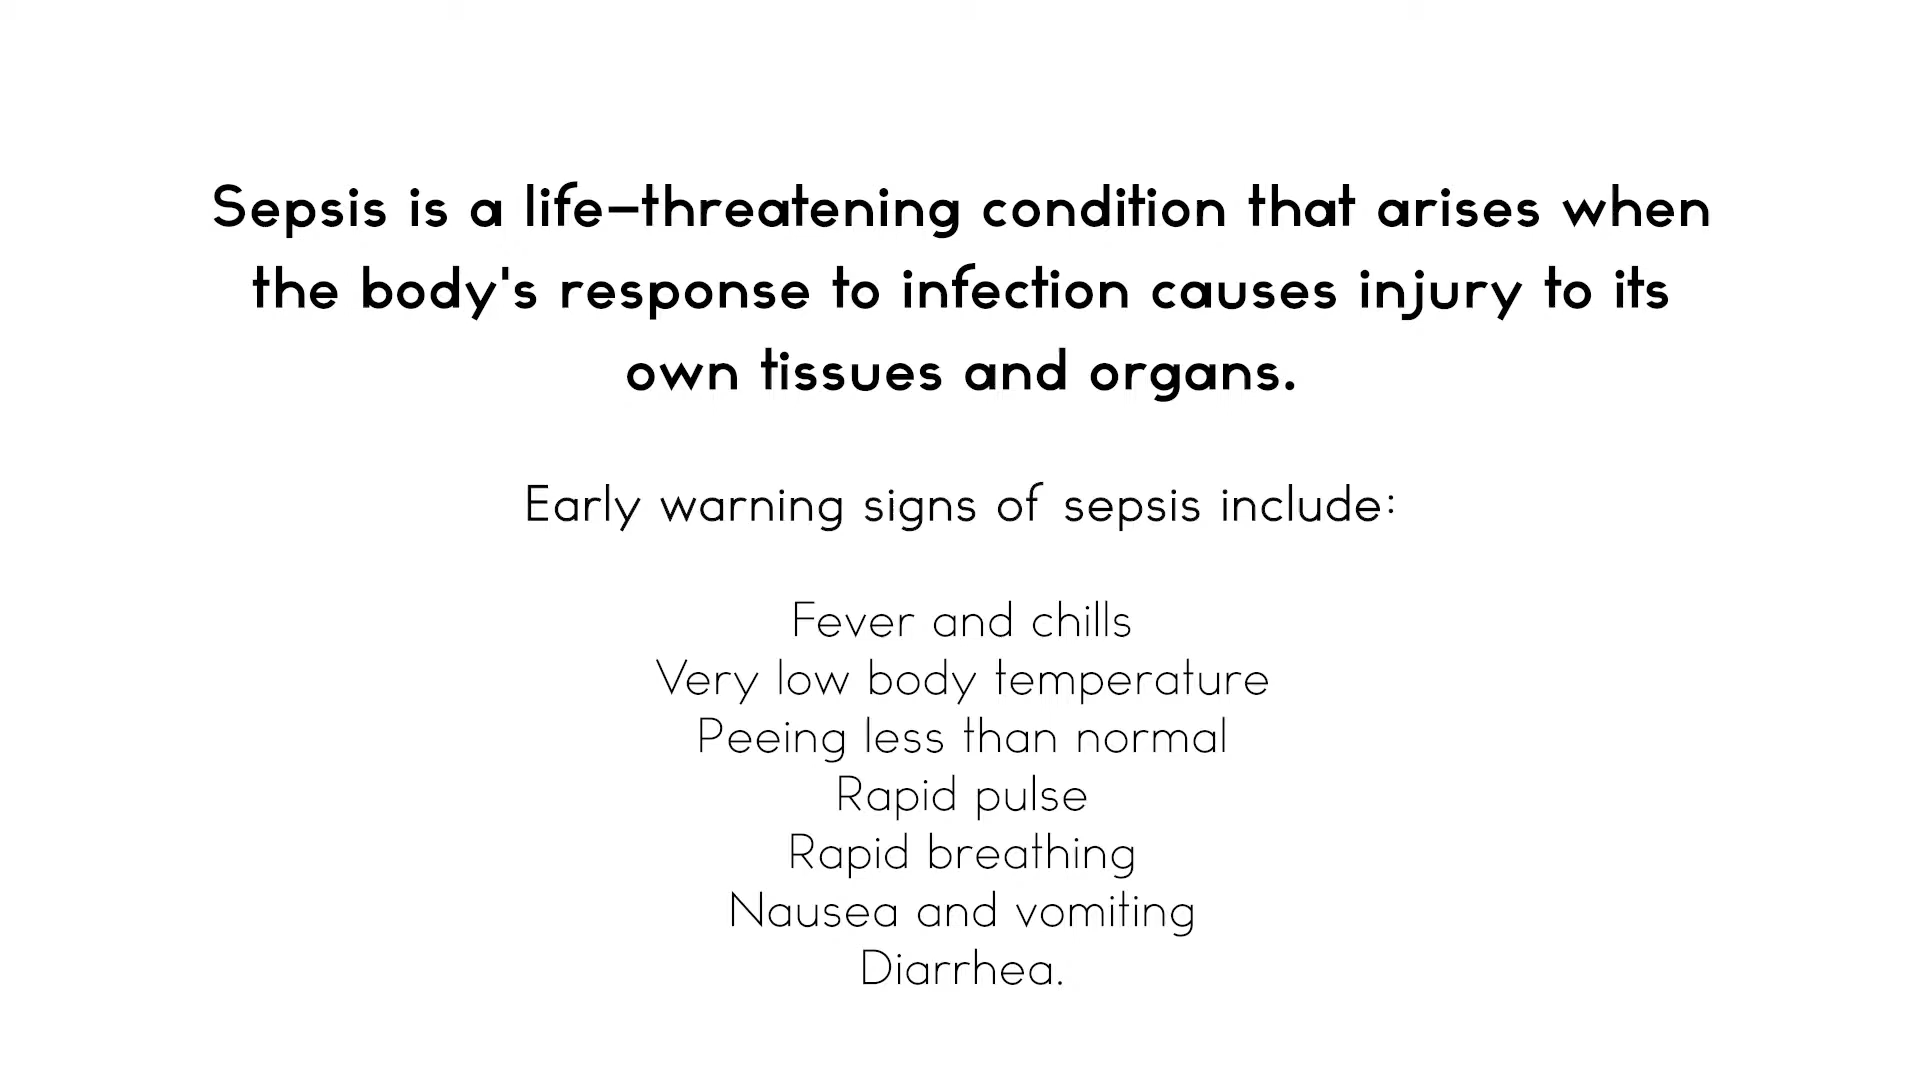 Sepsis is a life-threatening condition that arises when
the body's response to infection causes injury to its
own tissues and organs.
Early warning signs of sepsis include:
Fever and chills
Very low body temperature
Peeing less than normal
Rapid pulse
Rapid breathing
Nausea and vomiting
Diarrhea.